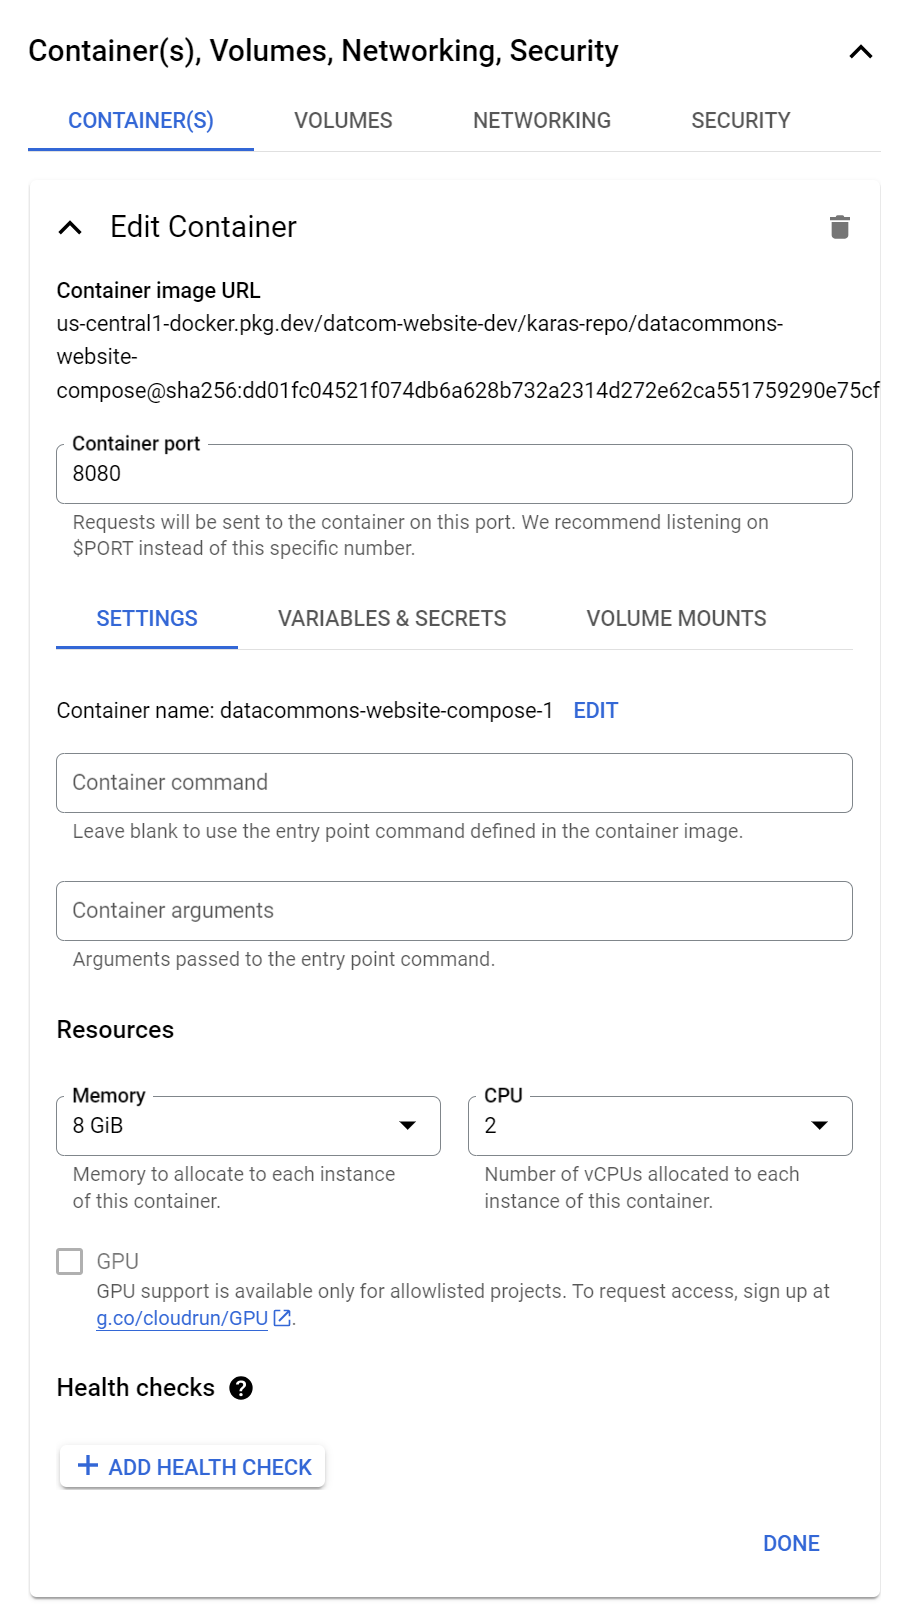 Container(s), Volumes, Networking, Security
CONTAINER(S) VOLUMES NETWORKING SECURITY
Edit Container
Container image URL
us-central1-docker.pkg.dev/datcom-website-dev/karas-repo/datacommons-
website-
compose@sha256:dd01fc04521f074db6a628b732a2314d272e62ca551759290e75cf
Container port
8080
Requests will be sent to the container on this port. We recommend listening on
$PORT instead of this specific number.
SETTINGS VARIABLES & SECRETS VOLUME MOUNTS
Container name: datacommons-website-compose-1 EDIT
Container command
Leave blank to use the entry point command defined in the container image.
Container arguments
Arguments passed to the entry point command.
Resources
Memory
8 GiB
Memory to allocate to each instance
of this container.
CPU
2
Number of vCPUs allocated to each
instance of this container.
GPU
GPU support is available only for allowlisted projects. To request access, sign up at
g.co/cloudrun/GPU.
Health checks
ADD HEALTH CHECK
DONE